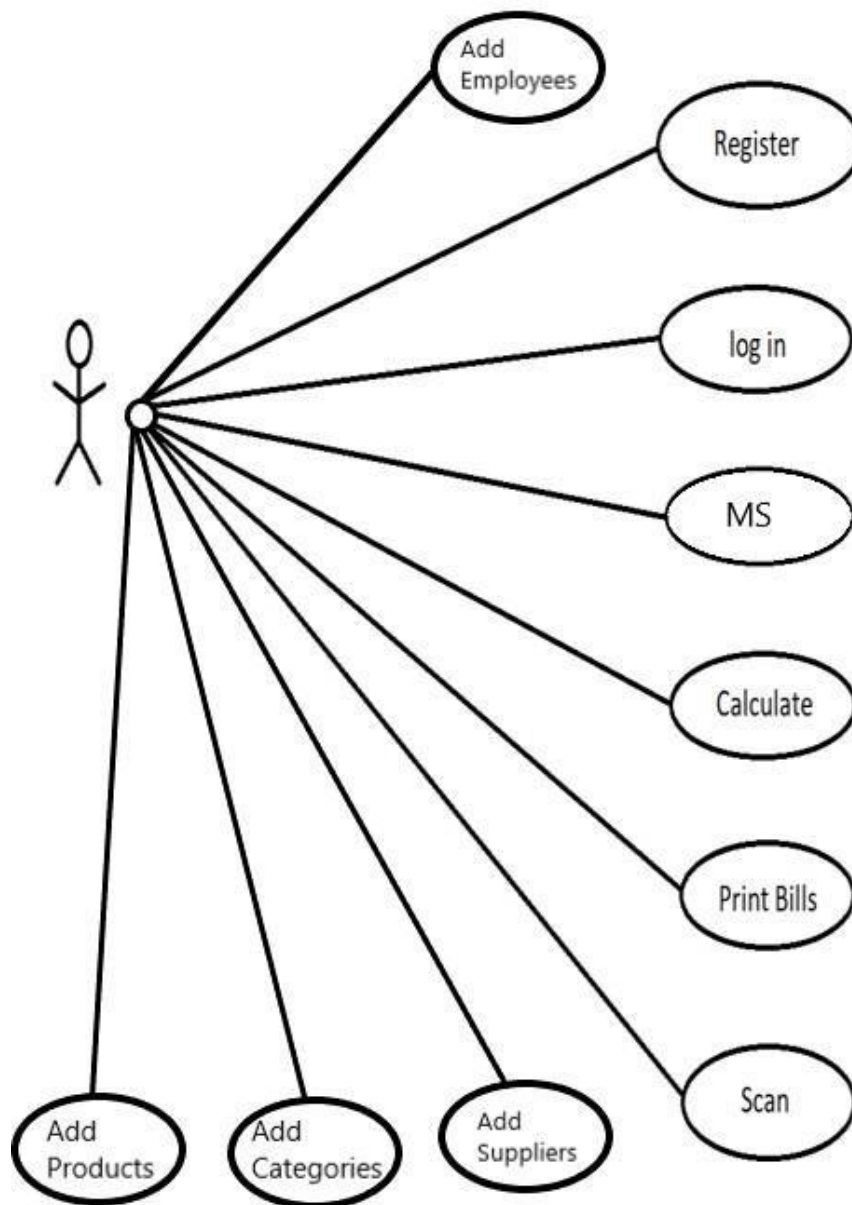 Add
Employees
Register
log in
MS
Calculate
Print Bills
Scan
Add
Suppliers
Add
Categories
Add
Products